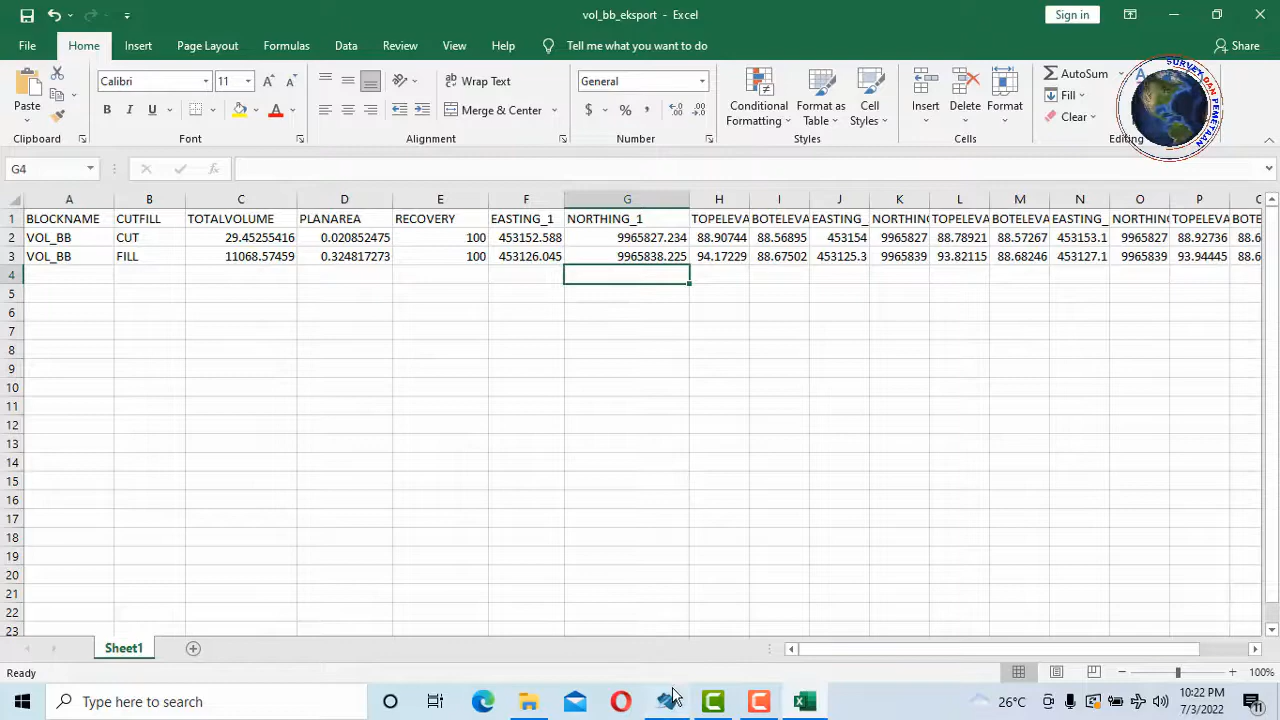 vol_bb_eksport - Excel
Sign in
File Home Insert Page Layout Formulas Data Review View Help Tell me what you want to do Share
Paste
Clipboard
Calibri 11
B I U
Font
Wrap Text
Merge & Center
Alignment
General
$ % ,
Number
Conditional Formatting
Format as Table
Cell Styles
Styles
Insert Delete Format
Cells
AutoSum
Fill
Clear
Editing
SURVEY DAN PEMETAAN
G4 fx
A B C D E F G H I J K L M N O P
1 BLOCKNAME CUTFILL TOTALVOLUME PLANAREA RECOVERY EASTING_1 NORTHING_1 TOPELEVA BOTELEVA EASTING_ NORTHING TOPELEVA BOTELEVA EASTING_ NORTHING TOPELEVA BOTE
2 VOL_BB CUT 29.45255416 0.020852475 100 453152.588 9965827.234 88.90744 88.56895 453154 9965827 88.78921 88.57267 453153.1 9965827 88.92736 88.6
3 VOL_BB FILL 11068.57459 0.324817273 100 453126.045 9965838.225 94.17229 88.67502 453125.3 9965839 93.82115 88.68246 453127.1 9965839 93.94445 88.6
4
5
6
7
8
9
10
11
12
13
14
15
16
17
18
19
20
21
22
23
Sheet1
Ready
100%
Type here to search
26°C
10:22 PM
7/3/2022